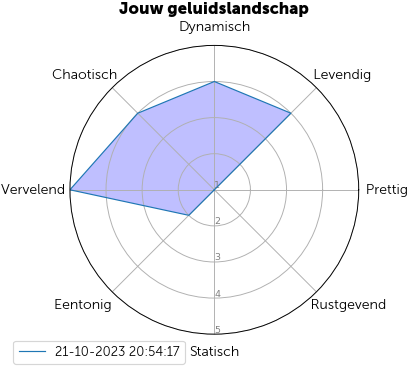 Jouw geluidslandschap
Dynamisch
Chaotisch
Levendig
Vervelend
1
Prettig
2
3
4
Eentonig
Rustgevend
5
21-10-2023 20:54:17
Statisch